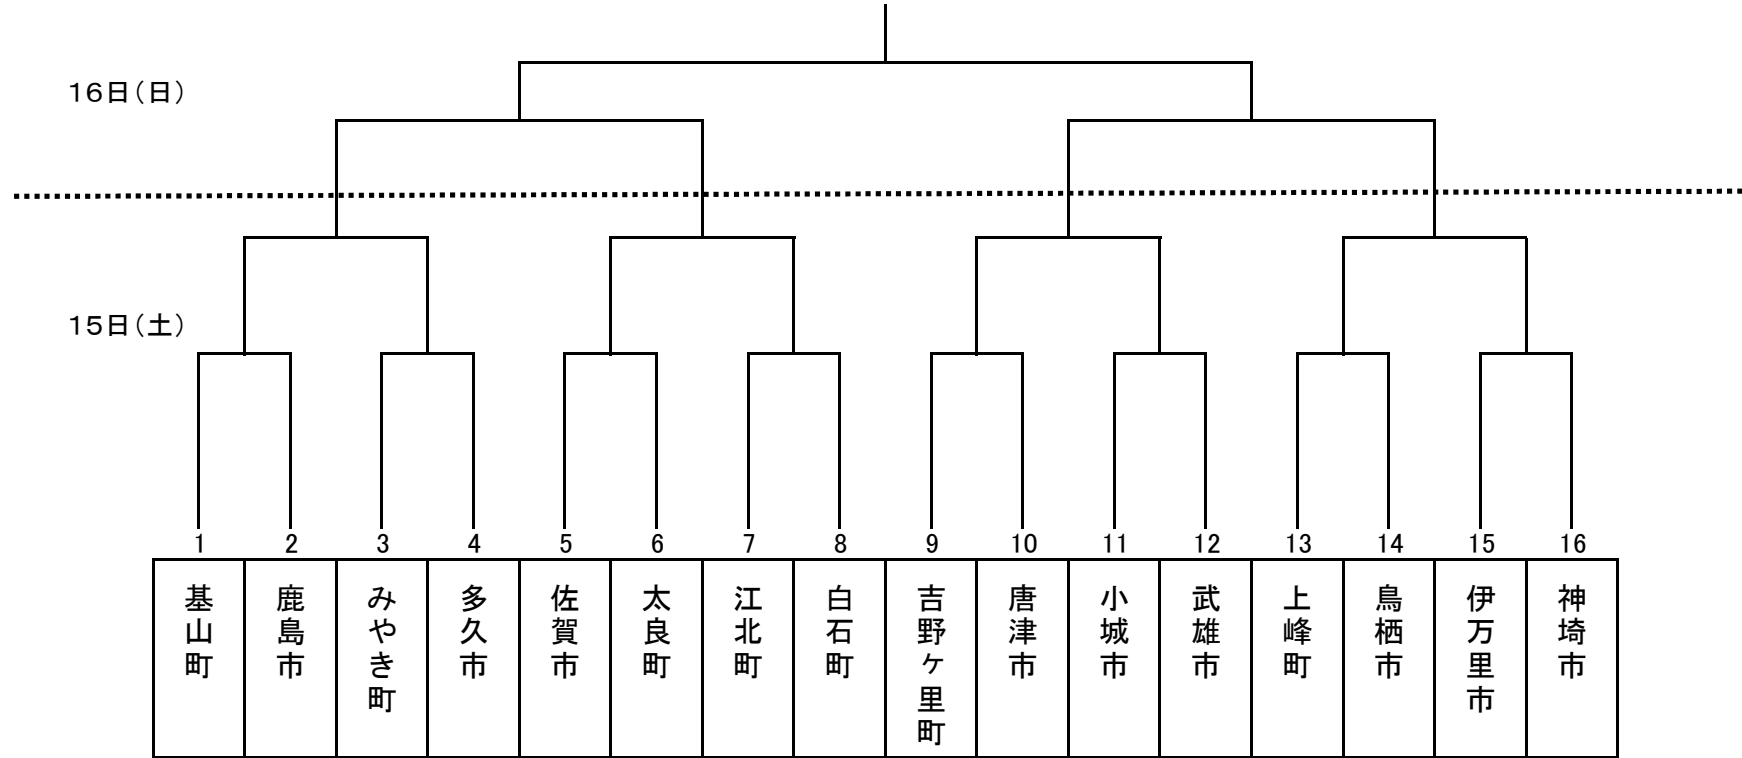 16日(日)
15日(土)
1 2 3 4 5 6 7 8 9 10 11 12 13 14 15 16
基山町
鹿島市
みやき町
多久市
佐賀市
太良町
江北町
白石町
吉野ヶ里町
唐津市
小城市
武雄市
上峰町
鳥栖市
伊万里市
神埼市